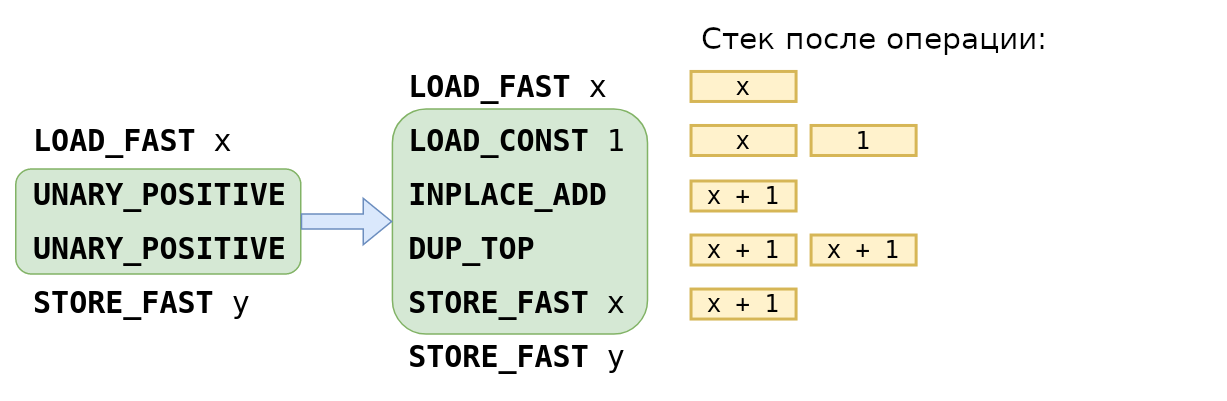 Стек после операции:
LOAD_FAST x
UNARY_POSITIVE
UNARY_POSITIVE
STORE_FAST y
LOAD_FAST x
LOAD_CONST 1
INPLACE_ADD
DUP_TOP
STORE_FAST x
STORE_FAST y
x
x 1
x + 1
x + 1 x + 1
x + 1